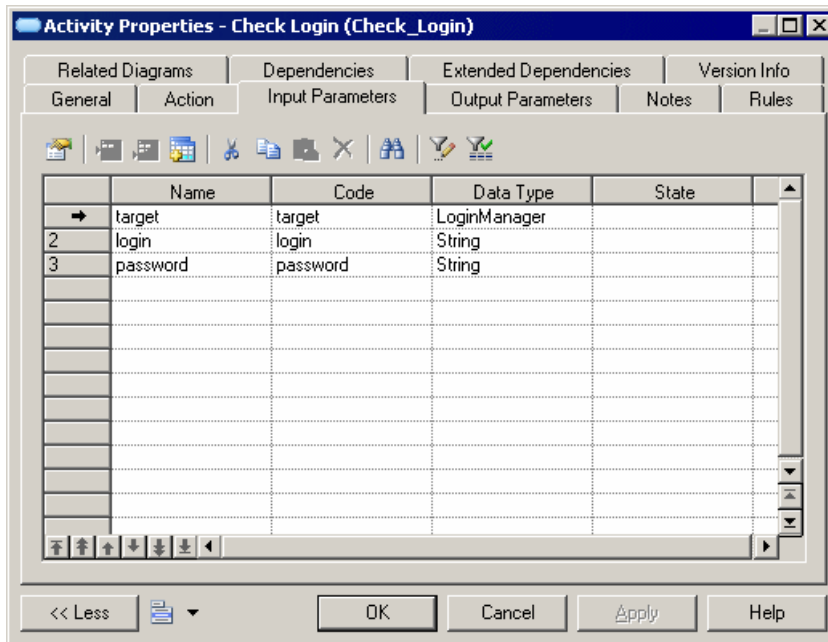 Activity Properties - Check Login (Check_Login)
Related Diagrams Dependencies Extended Dependencies Version Info
General Action Input Parameters Output Parameters Notes Rules
Name Code Data Type State
target target LoginManager
2 login login String
3 password password String
<< Less OK Cancel Apply Help